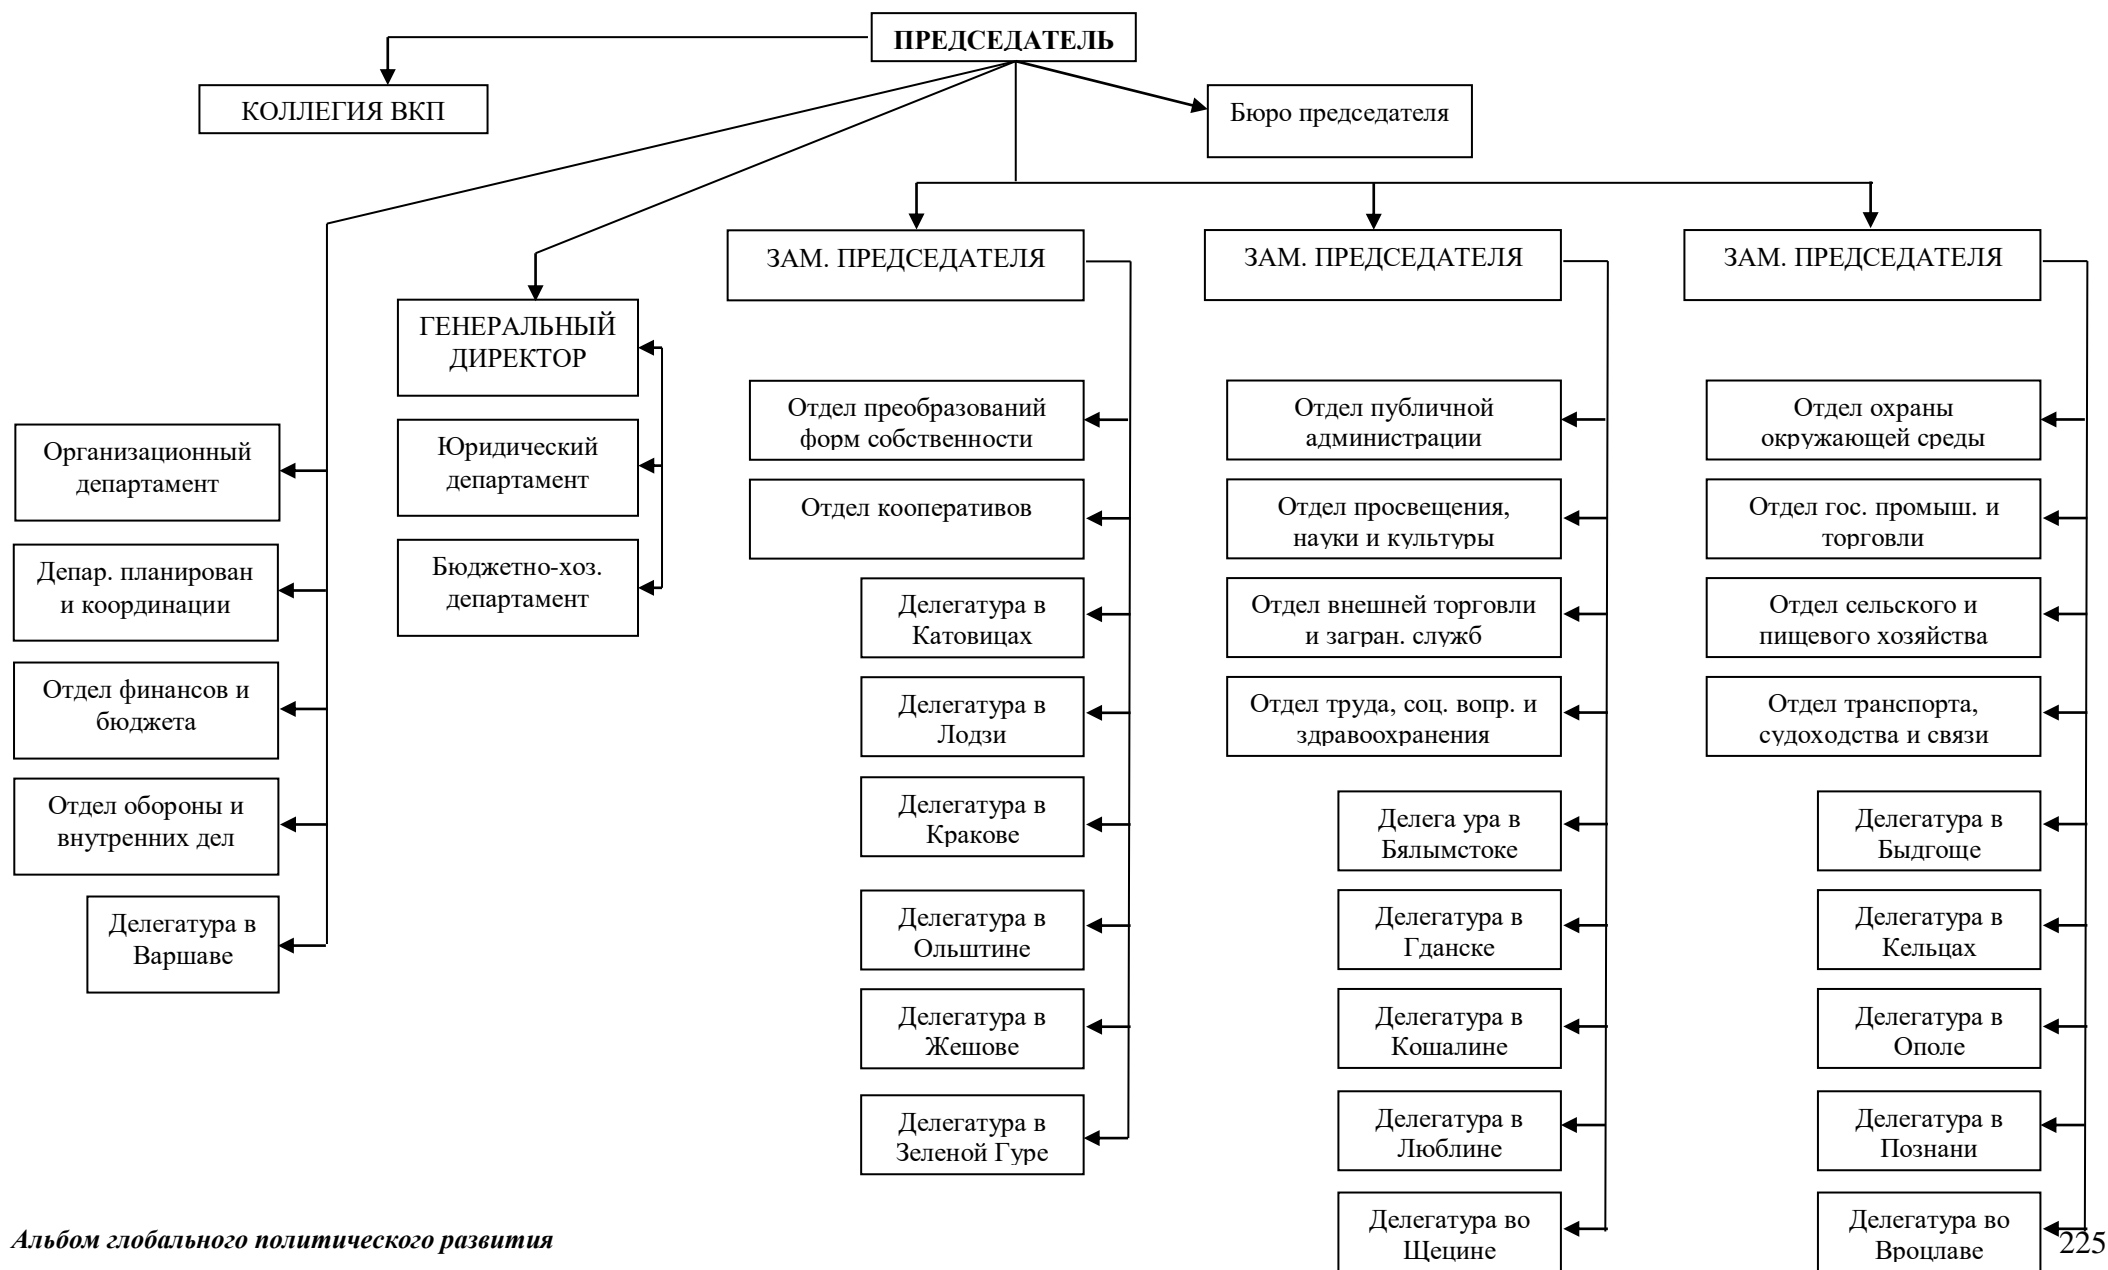 ПРЕДСЕДАТЕЛЬ
КОЛЛЕГИЯ ВКП
Бюро председателя
Организационный
департамент
Депар. планирован
и координации
Отдел финансов и
бюджета
Отдел обороны и
внутренних дел
Делегатура в
Варшаве
ГЕНЕРАЛЬНЫЙ
ДИРЕКТОР
Юридический
департамент
Бюджетно-хоз.
департамент
ЗАМ. ПРЕДСЕДАТЕЛЯ
Отдел преобразований
форм собственности
Отдел кооперативов
Делегатура в
Катовицах
Делегатура в
Лодзи
Делегатура в
Кракове
Делегатура в
Ольштине
Делегатура в
Жешове
Делегатура в
Зеленой Гуре
ЗАМ. ПРЕДСЕДАТЕЛЯ
Отдел публичной
администрации
Отдел просвещения,
науки и культуры
Отдел внешней торговли
и загран. служб
Отдел труда, соц. вопр. и
здравоохранения
Делега ура в
Бялымстоке
Делегатура в
Гданске
Делегатура в
Кошалине
Делегатура в
Люблине
Делегатура во
Щецине
ЗАМ. ПРЕДСЕДАТЕЛЯ
Отдел охраны
окружающей среды
Отдел гос. промыш. и
торговли
Отдел сельского и
пищевого хозяйства
Отдел транспорта,
судоходства и связи
Делегатура в
Быдгоще
Делегатура в
Кельцах
Делегатура в
Ополе
Делегатура в
Познани
Делегатура во
Вроцлаве
Альбом глобального политического развития
225